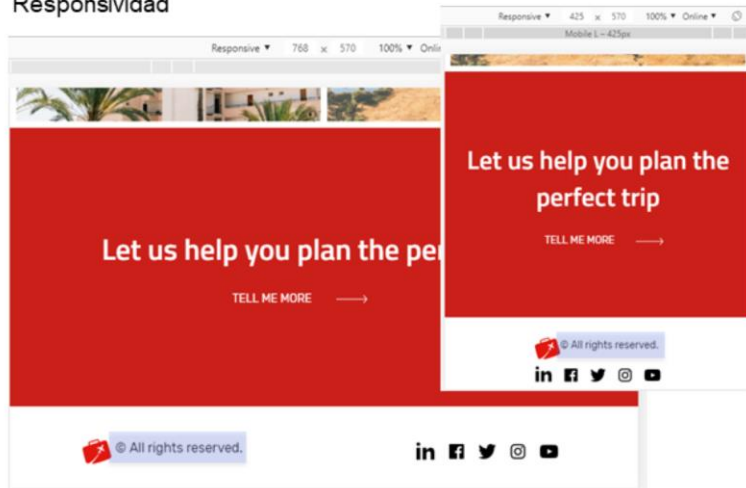 Responsividad
Responsive ▼ 768 x 570 100% ▼
Let us help you plan the
TELL ME MORE
© All rights reserved.
Responsive ▼ 425 x 570 100% ▼ Online ▼
Mobile L – 425px
Let us help you plan the
perfect trip
TELL ME MORE
© All rights reserved.